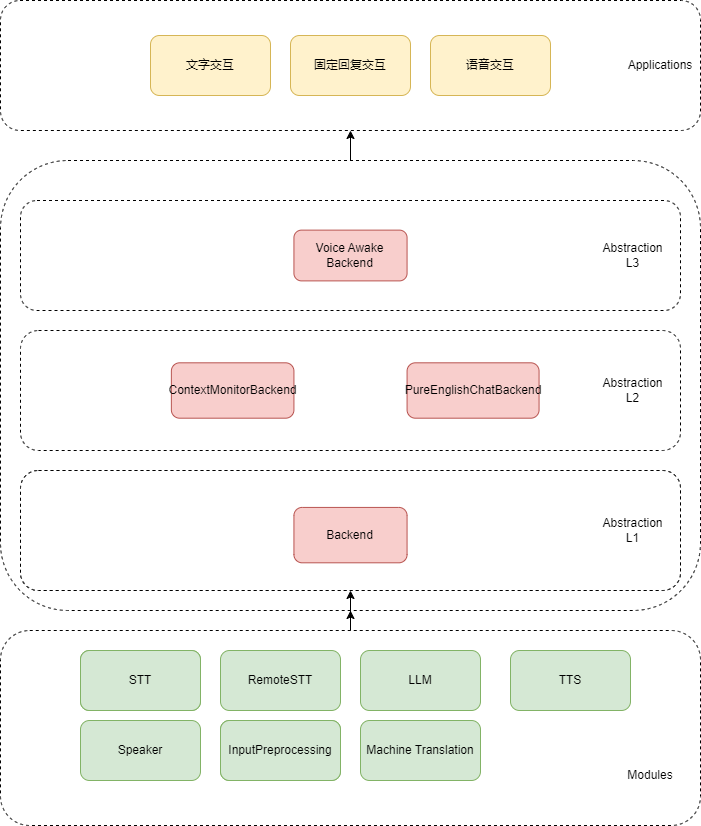 文字交互
固定回复交互
语音交互
Applications
Voice Awake
Backend
Abstraction
L3
ContextMonitorBackend
PureEnglishChatBackend
Abstraction
L2
Backend
Abstraction
L1
STT
RemoteSTT
LLM
TTS
Speaker
InputPreprocessing
Machine Translation
Modules